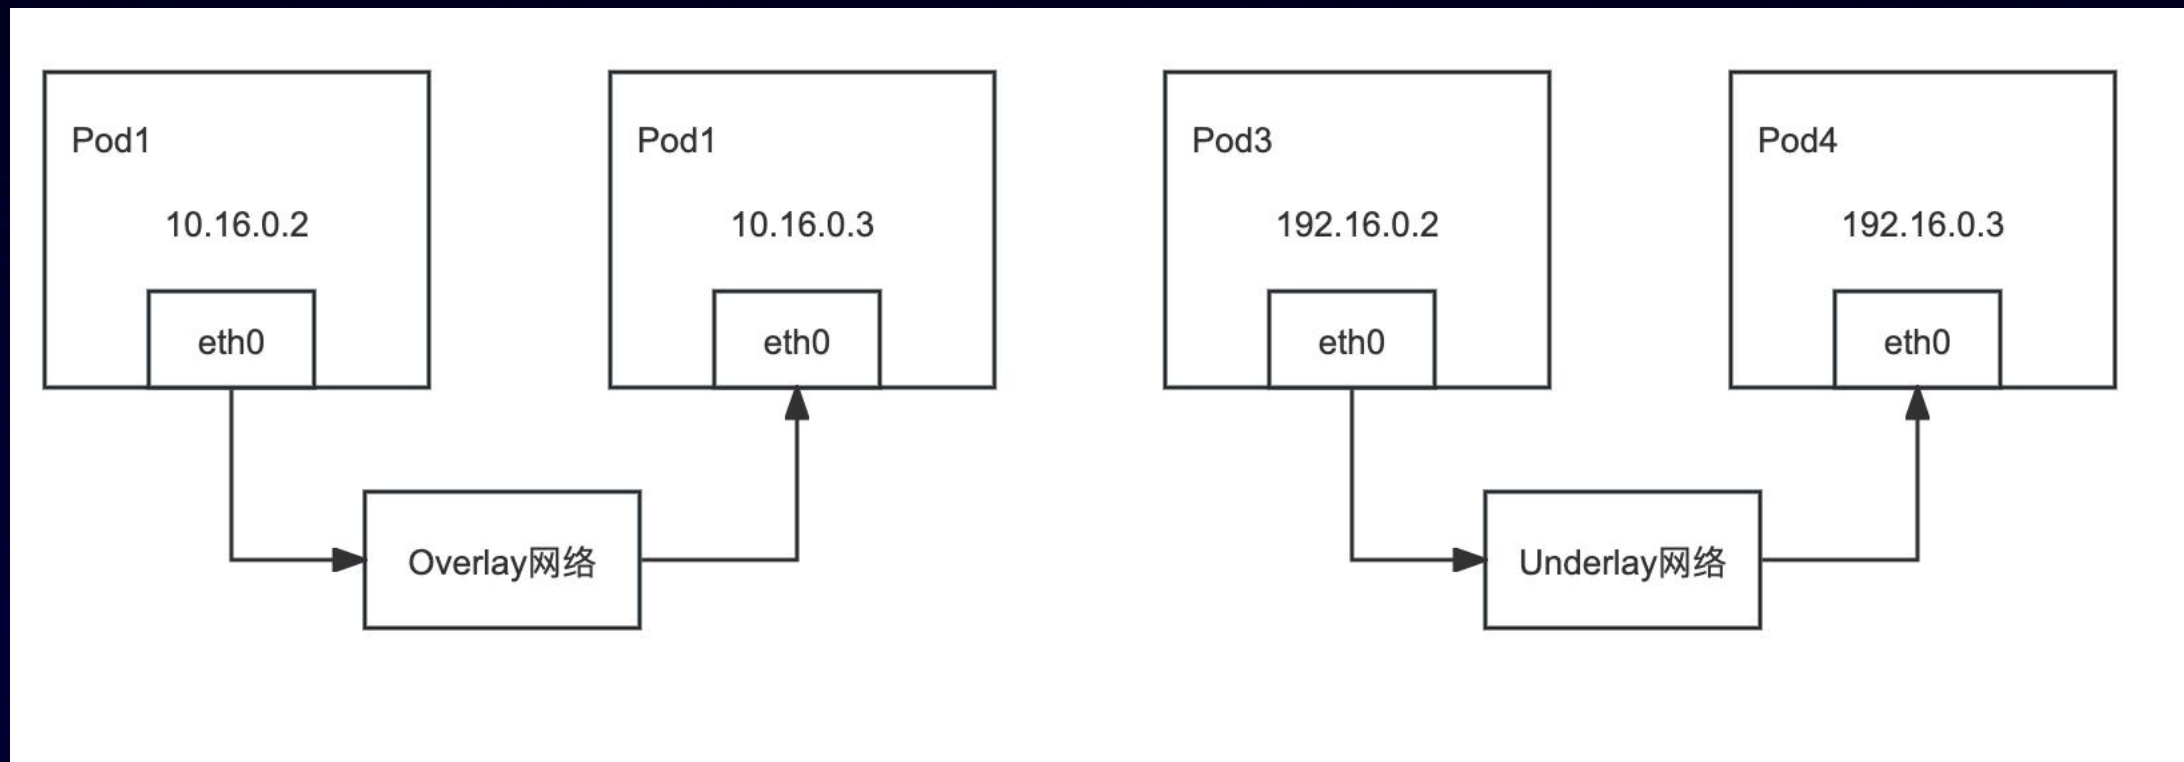 Pod1
10.16.0.2
eth0
Pod1
10.16.0.3
eth0
Overlay网络
Pod3
192.16.0.2
eth0
Pod4
192.16.0.3
eth0
Underlay网络